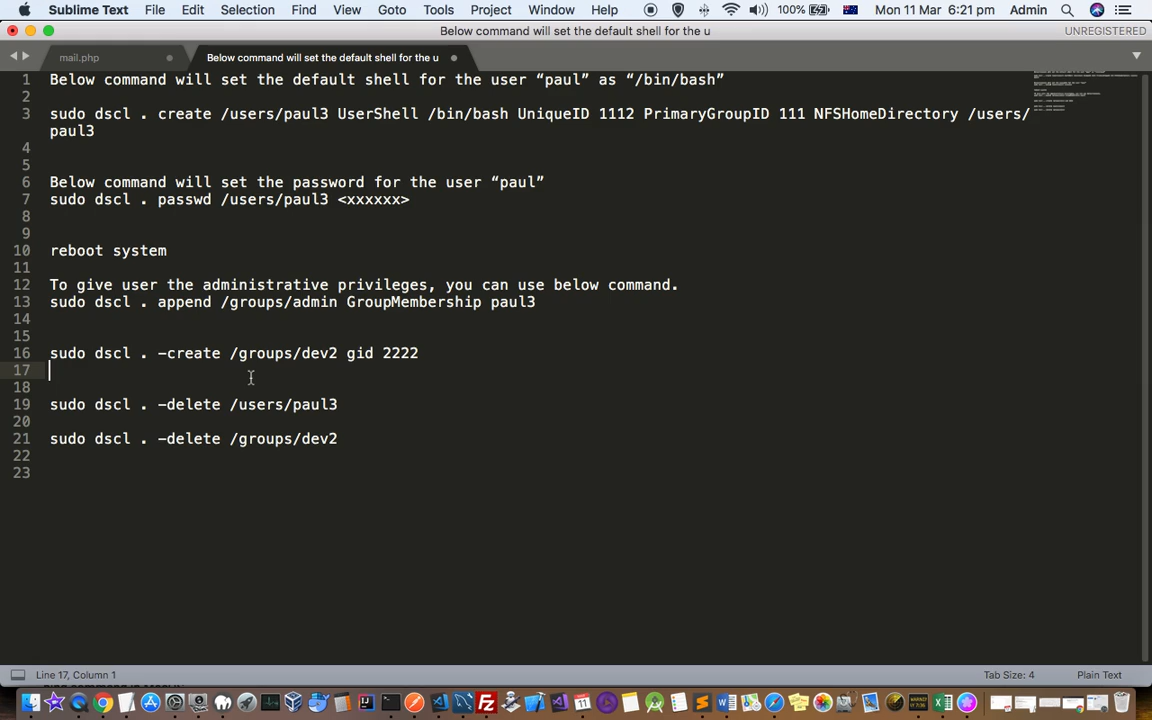 Sublime Text File Edit Selection Find View Goto Tools Project Window Help 100% Mon 11 Mar 6:21 pm Admin
Below command will set the default shell for the u UNREGISTERED
mail.php Below command will set the default shell for the u
1 Below command will set the default shell for the user “paul” as “/bin/bash”
2
3 sudo dscl . create /users/paul3 UserShell /bin/bash UniqueID 1112 PrimaryGroupID 111 NFSHomeDirectory /users/
paul3
4
5
6 Below command will set the password for the user “paul”
7 sudo dscl . passwd /users/paul3 <xxxxxx>
8
9
10 reboot system
11
12 To give user the administrative privileges, you can use below command.
13 sudo dscl . append /groups/admin GroupMembership paul3
14
15
16 sudo dscl . -create /groups/dev2 gid 2222
17
18
19 sudo dscl . -delete /users/paul3
20
21 sudo dscl . -delete /groups/dev2
22
23
Line 17, Column 1 Tab Size: 4 Plain Text